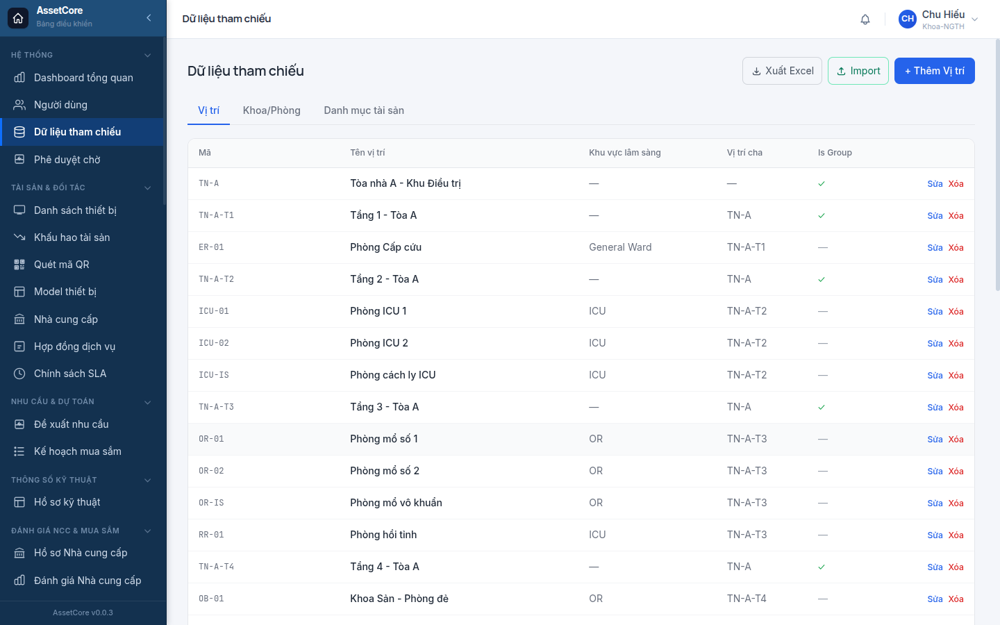 AssetCore
Bảng điều khiển
HỆ THỐNG
Dashboard tổng quan
Người dùng
Dữ liệu tham chiếu
Phê duyệt chờ
TÀI SẢN & ĐỐI TÁC
Danh sách thiết bị
Khấu hao tài sản
Quét mã QR
Model thiết bị
Nhà cung cấp
Hợp đồng dịch vụ
Chính sách SLA
NHU CẦU & DỰ TOÁN
Đề xuất nhu cầu
Kế hoạch mua sắm
THÔNG SỐ KỸ THUẬT
Hồ sơ kỹ thuật
ĐÁNH GIÁ NCC & MUA SẮM
Hồ sơ Nhà cung cấp
Đánh giá Nhà cung cấp
AssetCore v0.0.3
Dữ liệu tham chiếu
CH
Chu Hiếu
Khoa-NGTH
Dữ liệu tham chiếu
Xuất Excel
Import
+ Thêm Vị trí
Vị trí Khoa/Phòng Danh mục tài sản
Mã Tên vị trí Khu vực lâm sàng Vị trí cha Is Group
TN-A Tòa nhà A - Khu Điều trị — — ✓ Sửa Xóa
TN-A-T1 Tầng 1 - Tòa A — TN-A ✓ Sửa Xóa
ER-01 Phòng Cấp cứu General Ward TN-A-T1 — Sửa Xóa
TN-A-T2 Tầng 2 - Tòa A — TN-A ✓ Sửa Xóa
ICU-01 Phòng ICU 1 ICU TN-A-T2 — Sửa Xóa
ICU-02 Phòng ICU 2 ICU TN-A-T2 — Sửa Xóa
ICU-IS Phòng cách ly ICU ICU TN-A-T2 — Sửa Xóa
TN-A-T3 Tầng 3 - Tòa A — TN-A ✓ Sửa Xóa
OR-01 Phòng mổ số 1 OR TN-A-T3 — Sửa Xóa
OR-02 Phòng mổ số 2 OR TN-A-T3 — Sửa Xóa
OR-IS Phòng mổ vô khuẩn OR TN-A-T3 — Sửa Xóa
RR-01 Phòng hồi tỉnh ICU TN-A-T3 — Sửa Xóa
TN-A-T4 Tầng 4 - Tòa A — TN-A ✓ Sửa Xóa
OB-01 Khoa Sản - Phòng đẻ OR TN-A-T4 — Sửa Xóa